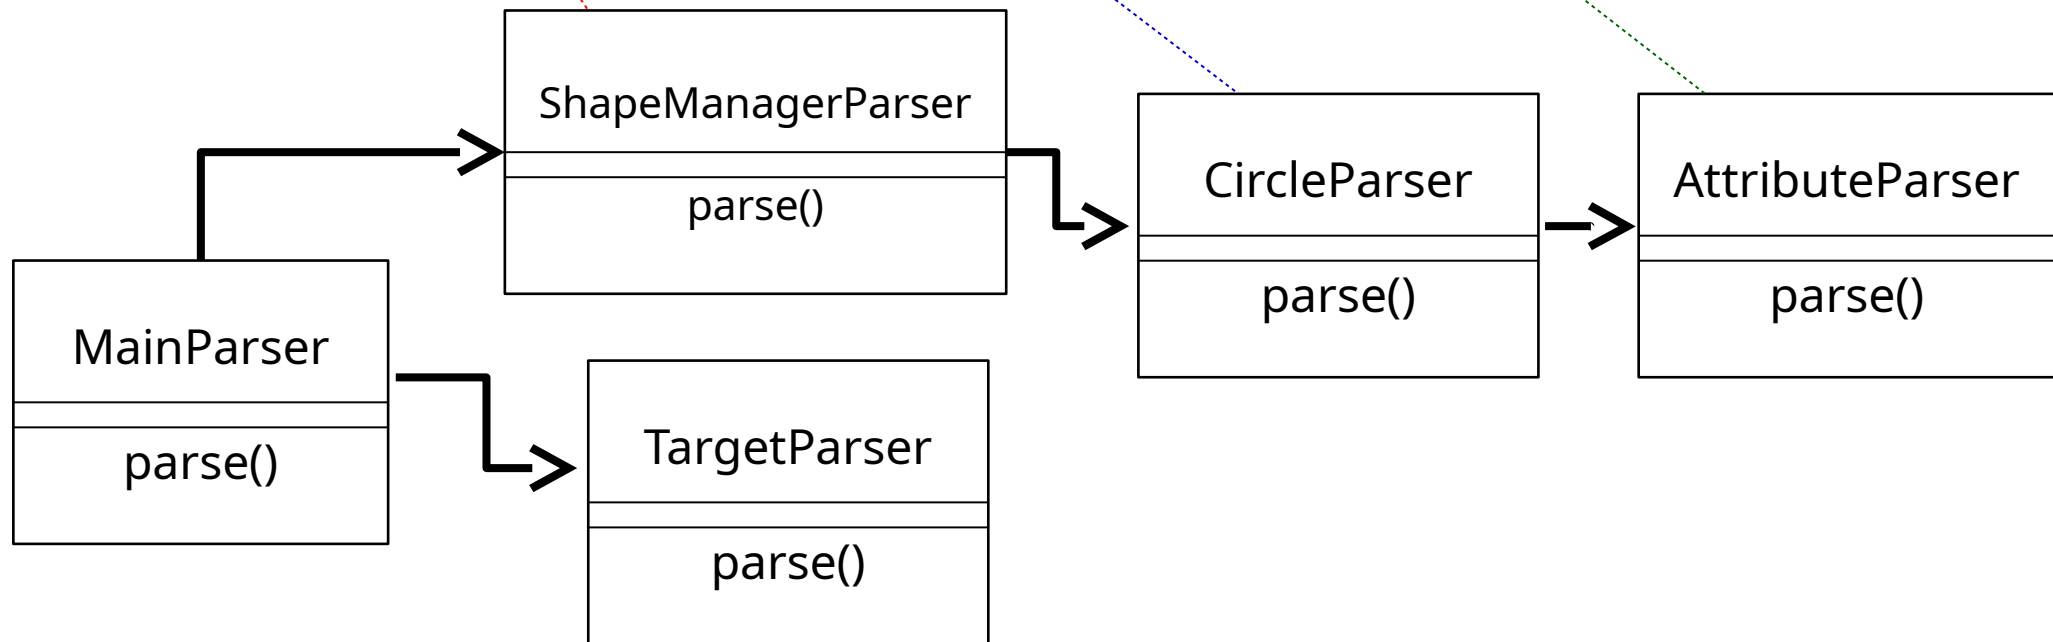 ShapeManagerParser
parse()
CircleParser
parse()
AttributeParser
parse()
MainParser
parse()
TargetParser
parse()